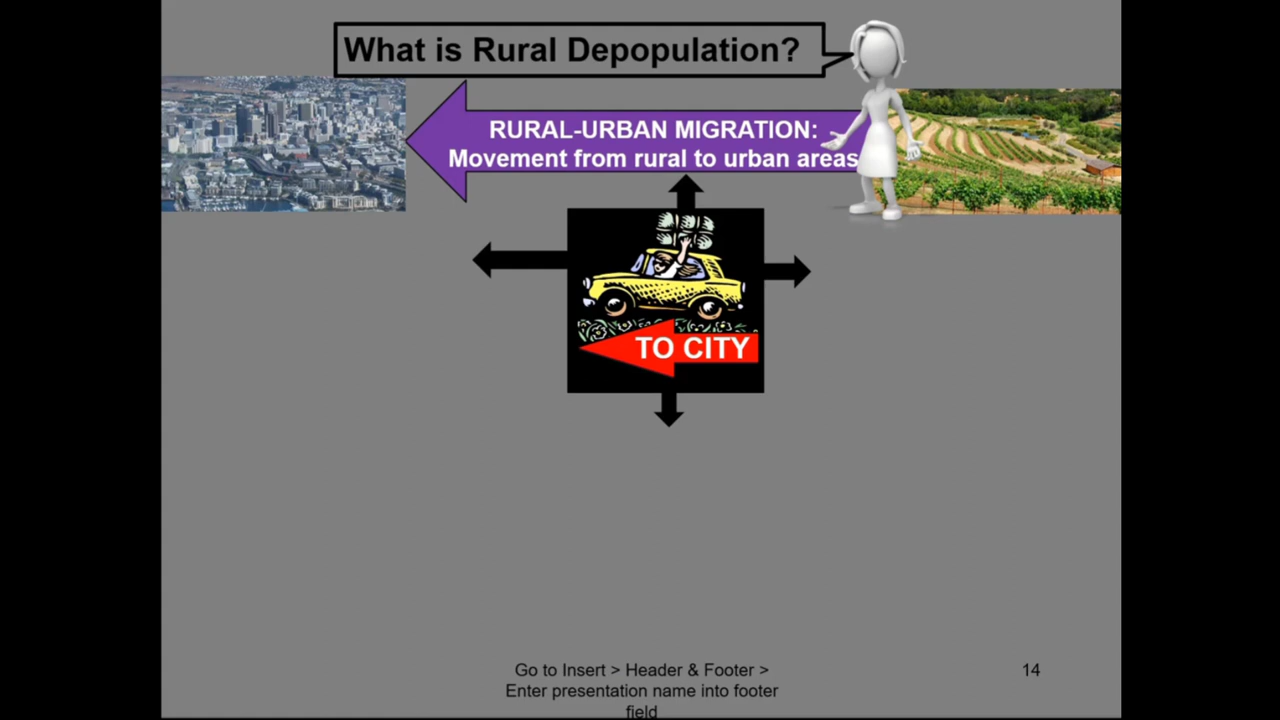 What is Rural Depopulation?
RURAL-URBAN MIGRATION:
Movement from rural to urban areas
TO CITY
Go to Insert > Header & Footer >
Enter presentation name into footer
field
14